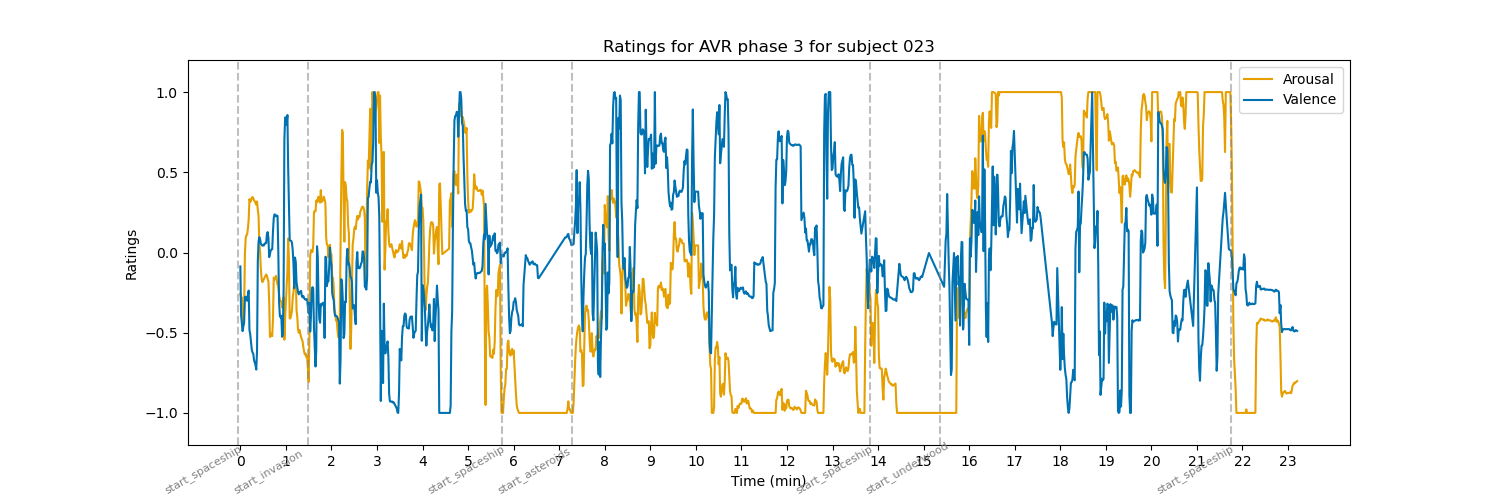 Ratings for AVR phase 3 for subject 023
Arousal
Valence
Ratings
1.0
0.5
0.0
−0.5
−1.0
0 1 2 3 4 5 6 7 8 9 10 11 12 13 14 15 16 17 18 19 20 21 22 23
start_spaceship
start_invasion
start_spaceship
start_asteroids
start_spaceship
start_underwood
start_spaceship
Time (min)